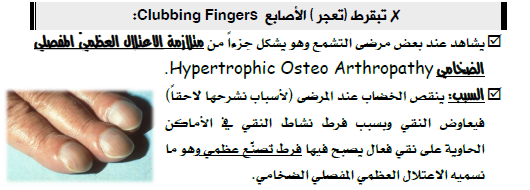 ✗ تبقرط (تعجر) الأصابع Clubbing Fingers:
☑ يشاهد عند بعض مرضى التشمع وهو يشكل جزءاً من متلازمة الاعتلال العظمي المفصلي
الضخامي Hypertrophic Osteo Arthropathy.
☑ السبب: ينقص الخضاب عند المرضى (لأسباب نشرحها لاحقاً)
فيعاوض النقي وبسبب فرط نشاط النقي في الأماكن
الحاوية على نقي فعال يصبح فيها فرط تصنّع عظمي وهو ما
نسميه الاعتلال العظمي المفصلي الضخامي.